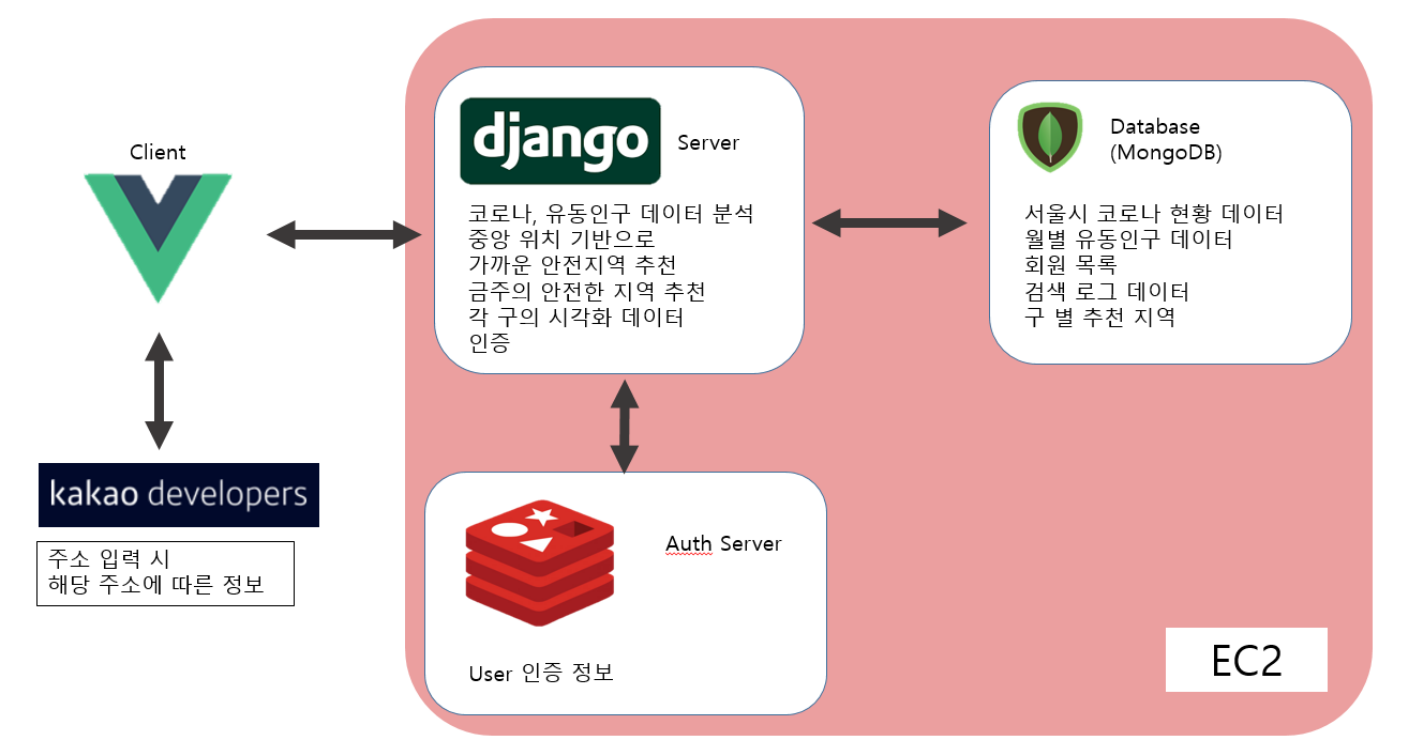 Client
kakao developers
주소 입력 시
해당 주소에 따른 정보
django
Server
코로나, 유동인구 데이터 분석
중앙 위치 기반으로
가까운 안전지역 추천
금주의 안전한 지역 추천
각 구의 시각화 데이터
인증
Database
(MongoDB)
서울시 코로나 현황 데이터
월별 유동인구 데이터
회원 목록
검색 로그 데이터
구 별 추천 지역
Auth Server
User 인증 정보
EC2